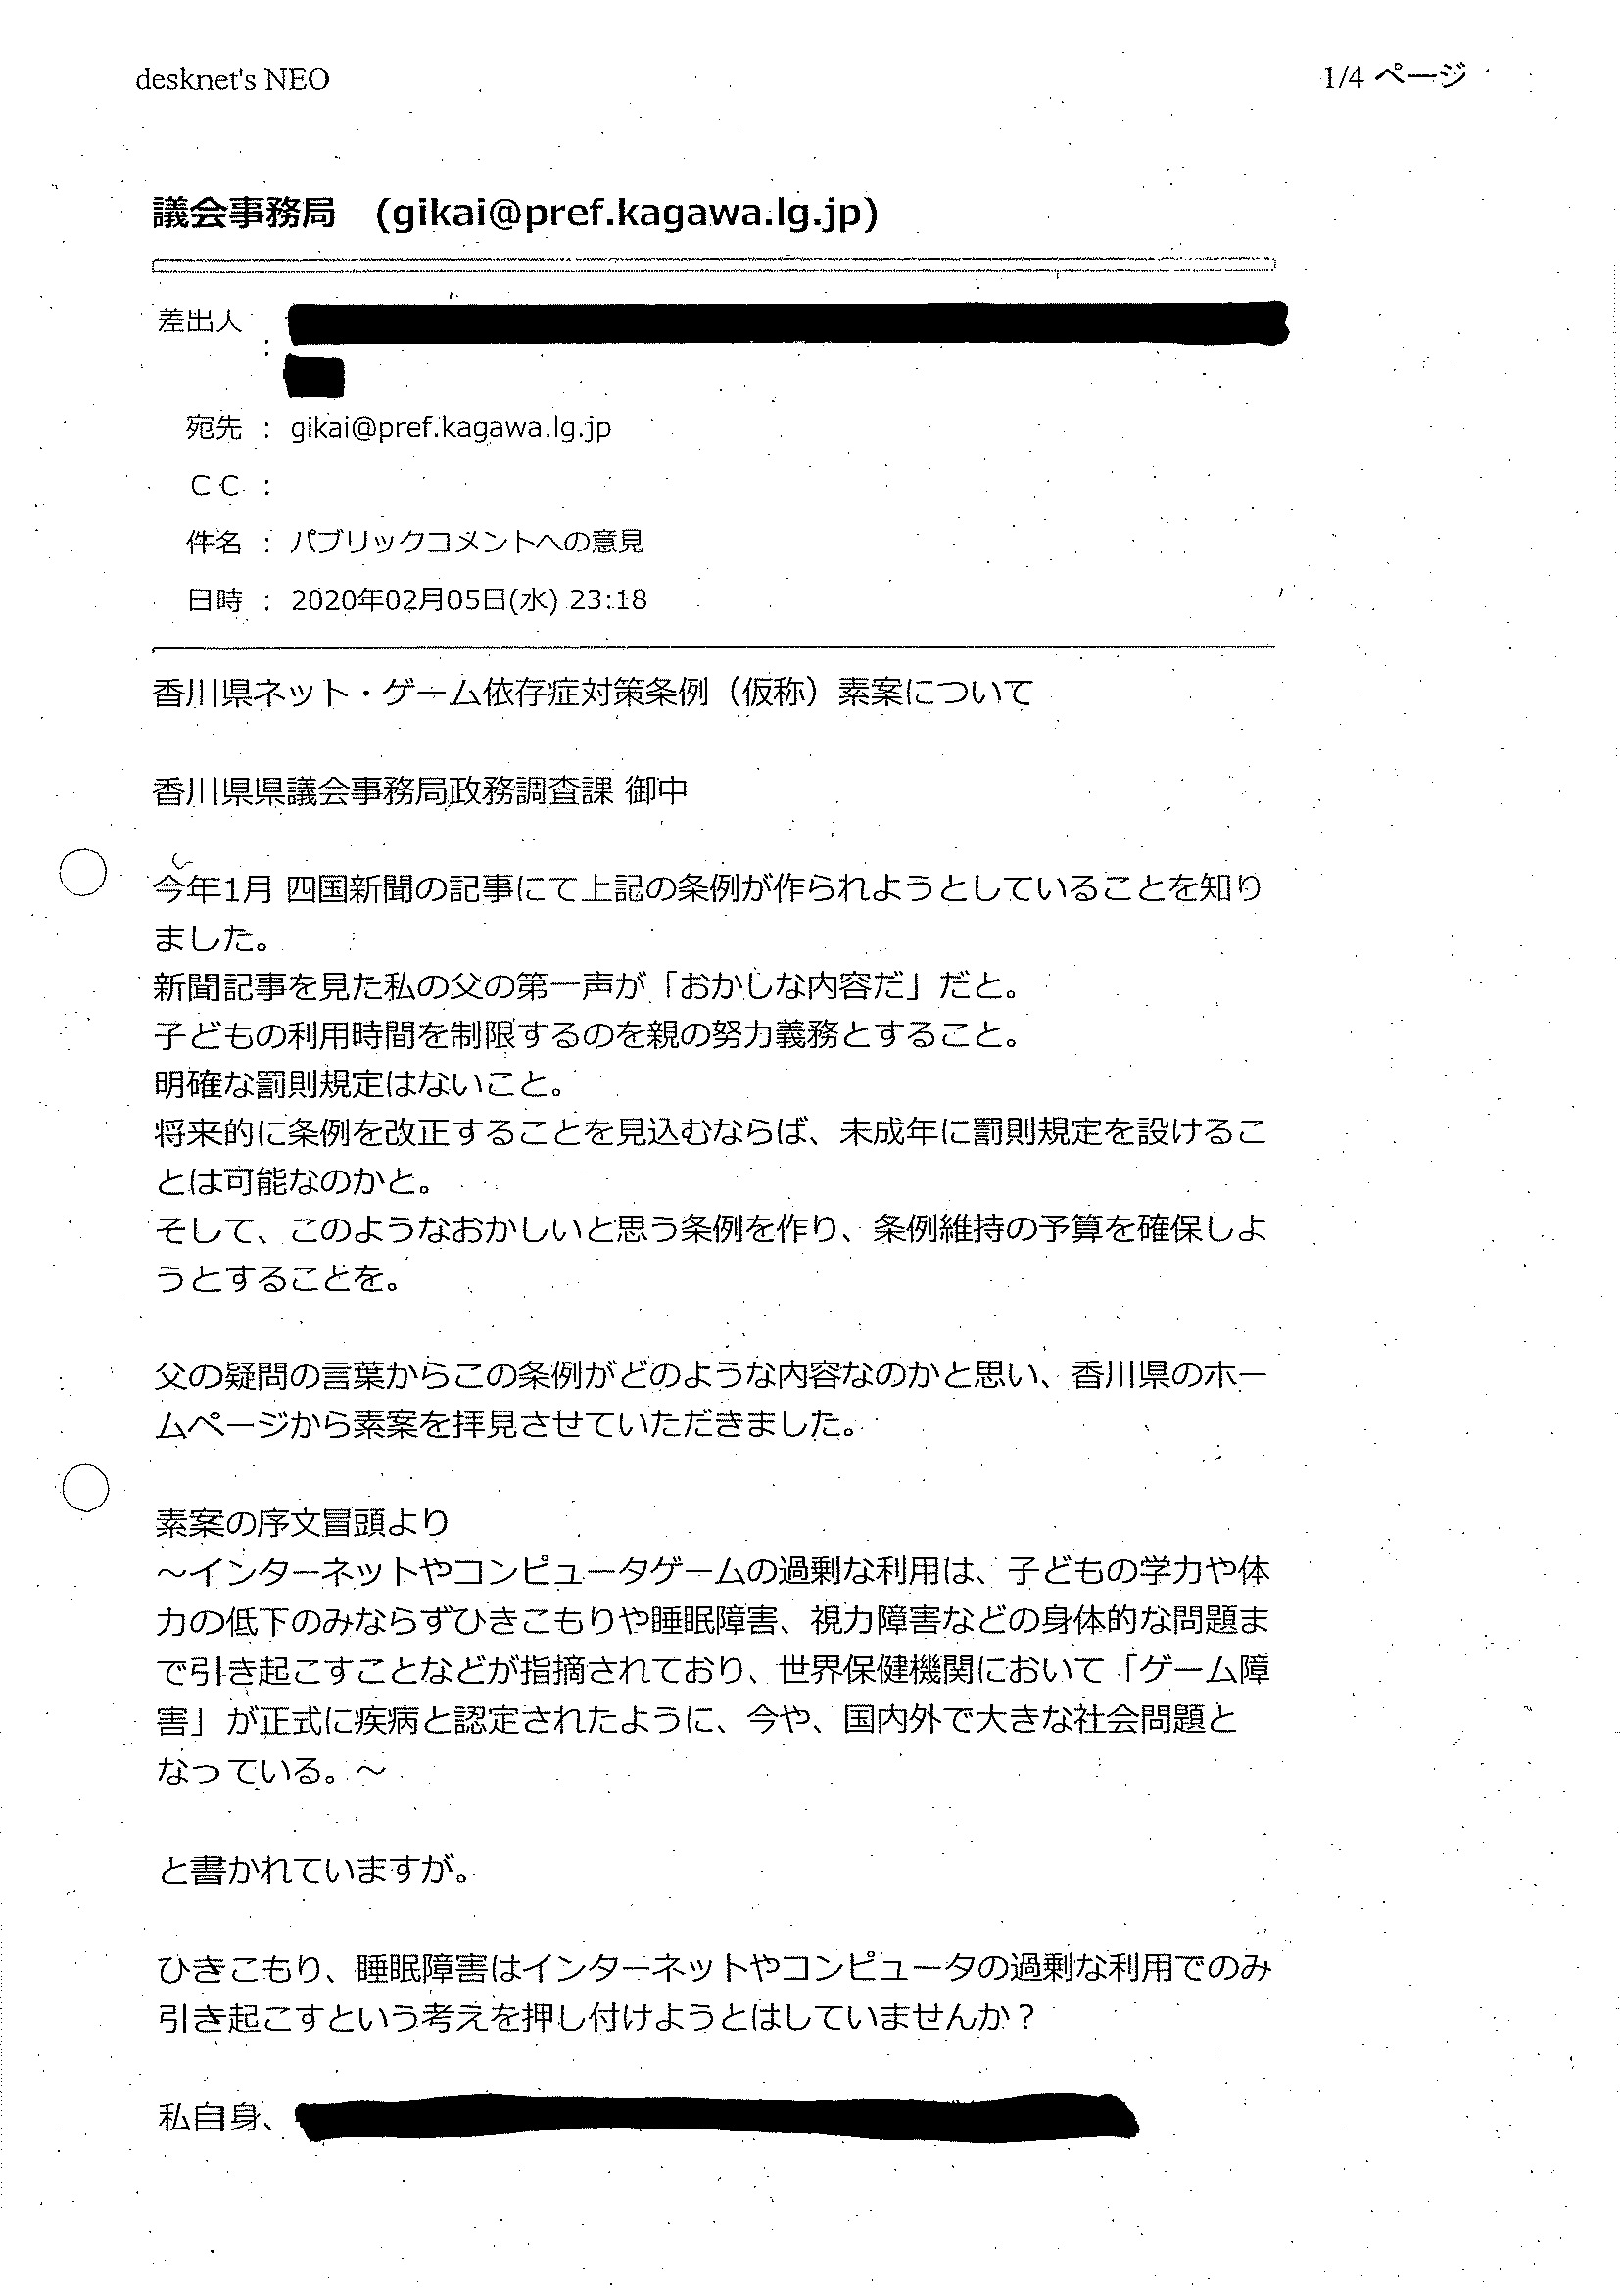 desknet's NEO
1/4 ページ
議会事務局 (gikai@pref.kagawa.lg.jp)
差出人
:
宛先 : gikai@pref.kagawa.lg.jp
ＣＣ :
件名 : パブリックコメントへの意見
日時 : 2020年02月05日(水) 23:18
香川県ネット・ゲーム依存症対策条例（仮称）素案について
香川県県議会事務局政務調査課 御中
今年1月 四国新聞の記事にて上記の条例が作られようとしていることを知り
ました。
新聞記事を見た私の父の第一声が「おかしな内容だ」だと。
子どもの利用時間を制限するのを親の努力義務とすること。
明確な罰則規定はないこと。
将来的に条例を改正することを見込むならば、未成年に罰則規定を設けるこ
とは可能なのかと。
そして、このようなおかしいと思う条例を作り、条例維持の予算を確保しよ
うとすることを。
父の疑問の言葉からこの条例がどのような内容なのかと思い、香川県のホー
ムページから素案を拝見させていただきました。
素案の序文冒頭より
～インターネットやコンピュータゲームの過剰な利用は、子どもの学力や体
力の低下のみならずひきこもりや睡眠障害、視力障害などの身体的な問題ま
で引き起こすことなどが指摘されており、世界保健機関において「ゲーム障
害」が正式に疾病と認定されたように、今や、国内外で大きな社会問題と
なっている。～
と書かれていますが。
ひきこもり、睡眠障害はインターネットやコンピュータの過剰な利用でのみ
引き起こすという考えを押し付けようとはしていませんか？
私自身、